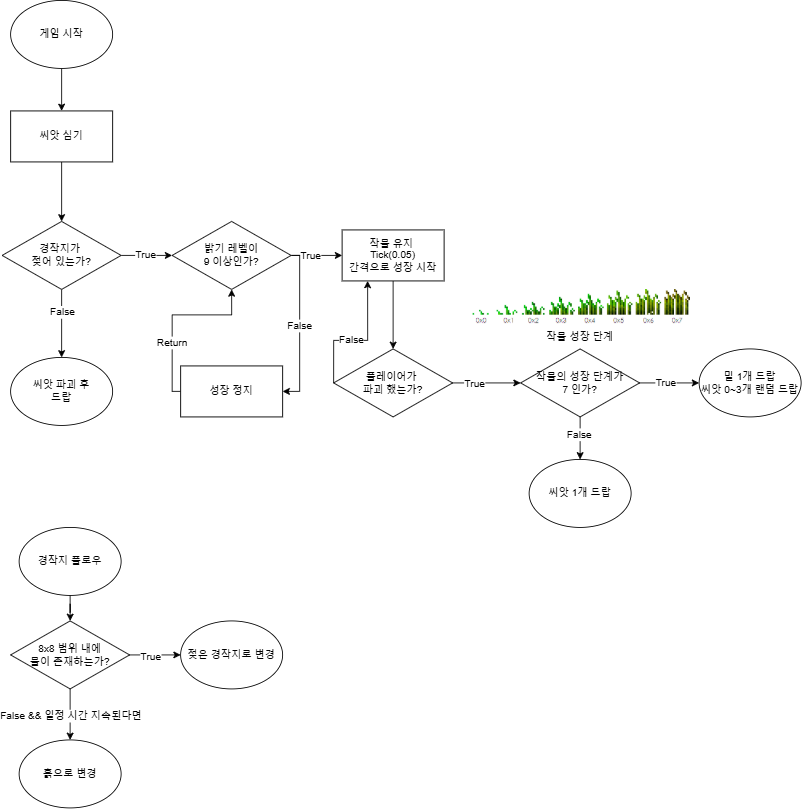 게임 시작
씨앗 심기
경작지가
젖어 있는가?
True
밝기 레벨이
9 이상인가?
True
작물 유지
Tick(0.05)
간격으로 성장 시작
False
씨앗 파괴 후
드랍
Return
False
성장 정지
False
플레이어가
파괴 했는가?
True
0x0 0x1 0x2 0x3 0x4 0x5 0x6 0x7
작물 성장 단계
작물의 성장 단계가
7 인가?
True
밀 1개 드랍
씨앗 0~3개 랜덤 드랍
False
씨앗 1개 드랍
경작지 플로우
8x8 범위 내에
물이 존재하는가?
True
젖은 경작지로 변경
False && 일정 시간 지속된다면
흙으로 변경